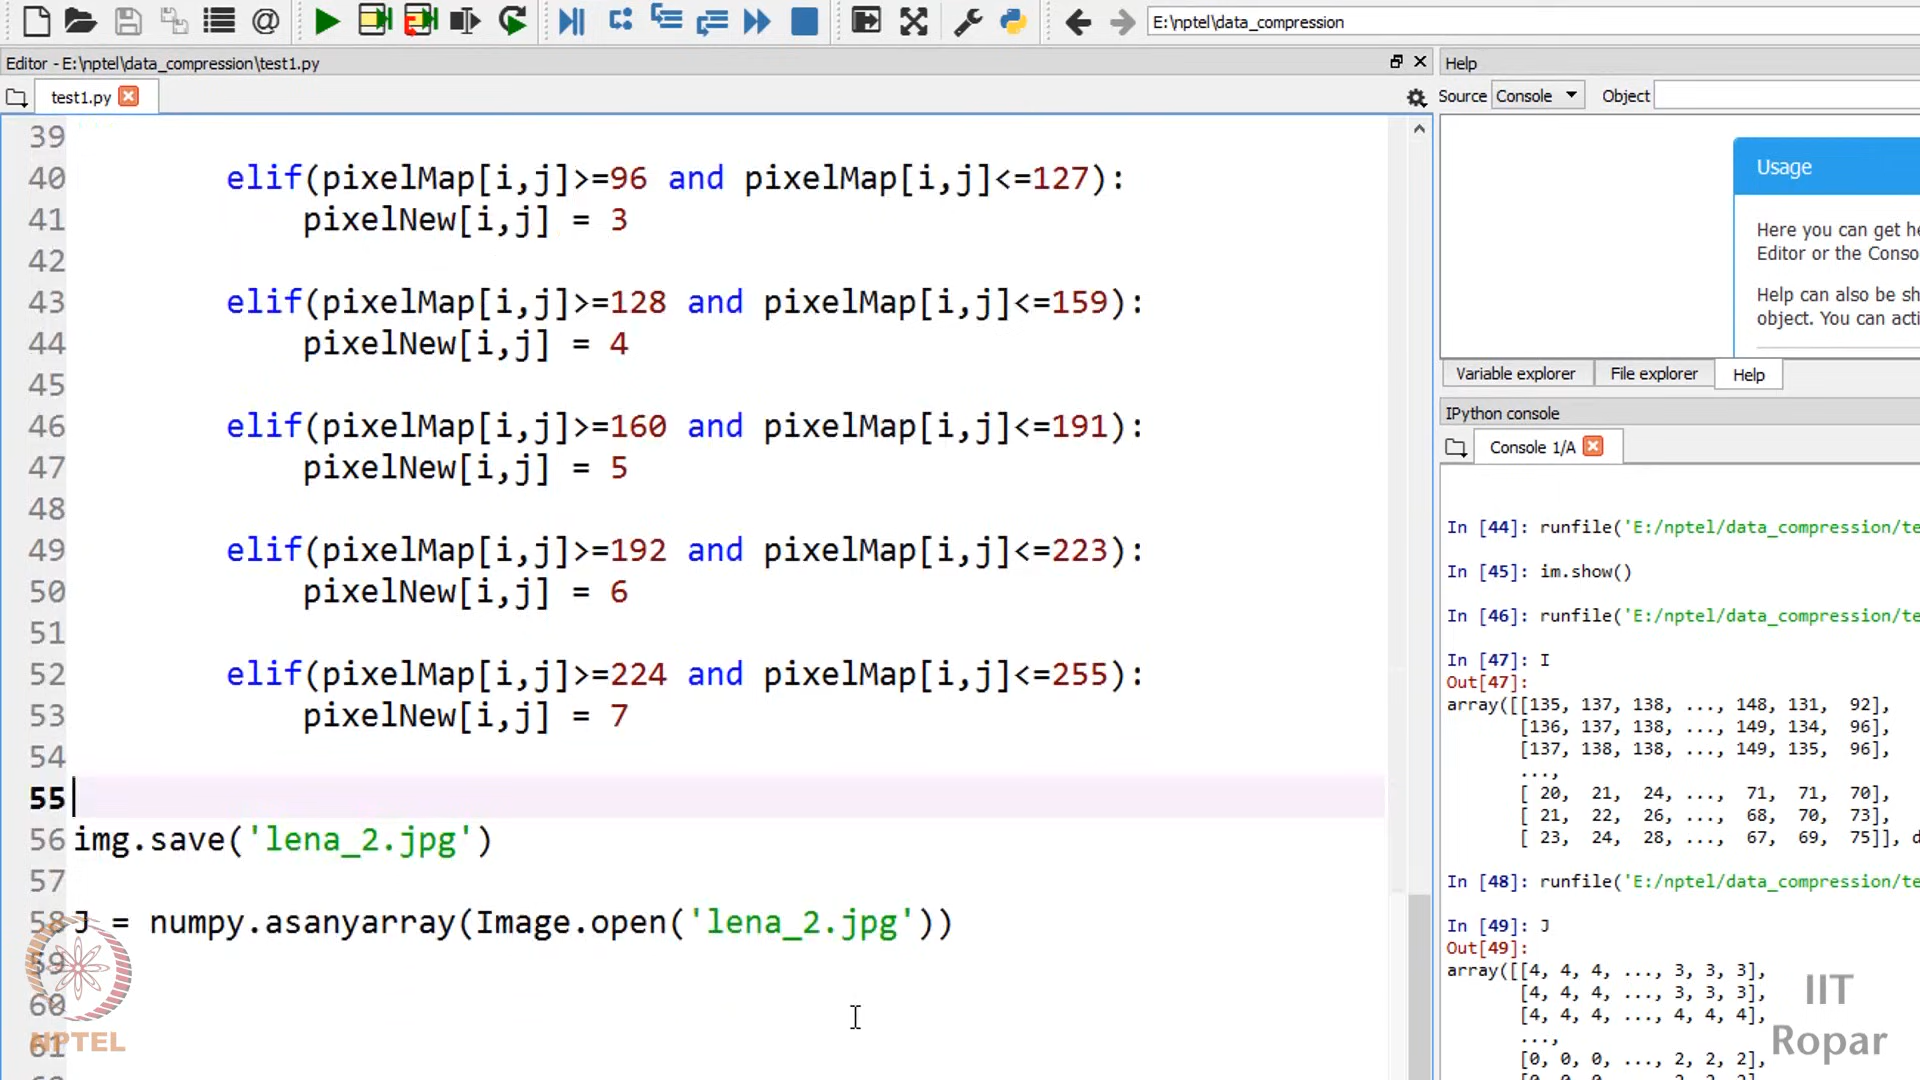 E:\nptel\data_compression
Editor - E:\nptel\data_compression\test1.py
test1.py
39
40 elif(pixelMap[i,j]>=96 and pixelMap[i,j]<=127):
41 pixelNew[i,j] = 3
42
43 elif(pixelMap[i,j]>=128 and pixelMap[i,j]<=159):
44 pixelNew[i,j] = 4
45
46 elif(pixelMap[i,j]>=160 and pixelMap[i,j]<=191):
47 pixelNew[i,j] = 5
48
49 elif(pixelMap[i,j]>=192 and pixelMap[i,j]<=223):
50 pixelNew[i,j] = 6
51
52 elif(pixelMap[i,j]>=224 and pixelMap[i,j]<=255):
53 pixelNew[i,j] = 7
54
55
56 img.save('lena_2.jpg')
57
58 J = numpy.asanyarray(Image.open('lena_2.jpg'))
59
60
61
NPTEL
Help
Source Console Object
Usage
Here you can get he
Editor or the Conso
Help can also be sh
object. You can acti
Variable explorer File explorer Help
IPython console
Console 1/A
In [44]: runfile('E:/nptel/data_compression/te
In [45]: im.show()
In [46]: runfile('E:/nptel/data_compression/te
In [47]: I
Out[47]:
array([[135, 137, 138, ..., 148, 131, 92],
[136, 137, 138, ..., 149, 134, 96],
[137, 138, 138, ..., 149, 135, 96],
...,
[ 20, 21, 24, ..., 71, 71, 70],
[ 21, 22, 26, ..., 68, 70, 73],
[ 23, 24, 28, ..., 67, 69, 75]], d
In [48]: runfile('E:/nptel/data_compression/te
In [49]: J
Out[49]:
array([[4, 4, 4, ..., 3, 3, 3],
[4, 4, 4, ..., 3, 3, 3],
[4, 4, 4, ..., 4, 4, 4],
...,
[0, 0, 0, ..., 2, 2, 2],
IIT
Ropar